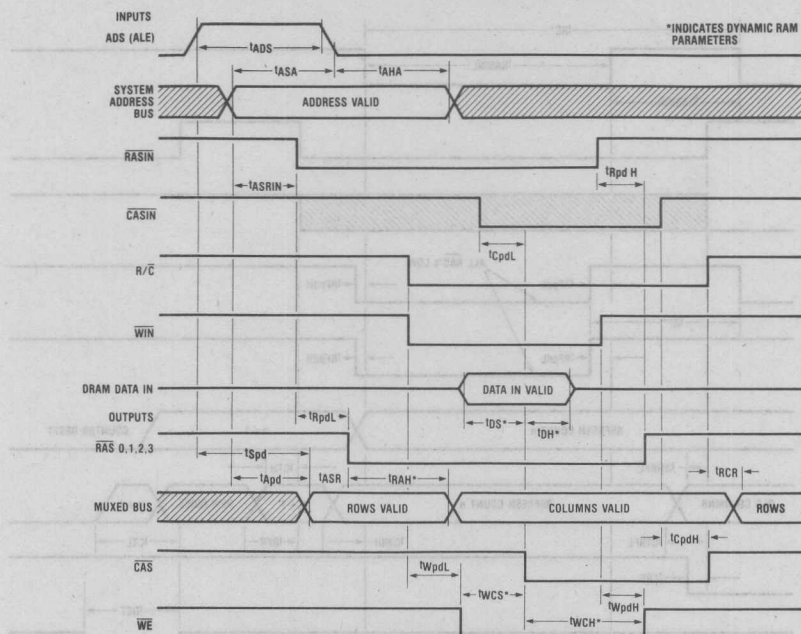 INPUTS
ADS (ALE)
*INDICATES DYNAMIC RAM
PARAMETERS
tADS
tASA
tAHA
SYSTEM
ADDRESS
BUS
ADDRESS VALID
RASIN
tRpd H
tASRIN
CASIN
tCpdL
R/C
WIN
DRAM DATA IN
DATA IN VALID
OUTPUTS
tRpdL
tDS*
tDH*
RAS 0,1,2,3
tSpd
tRCR
tApd
tASR
tRAH*
MUXED BUS
ROWS VALID
COLUMNS VALID
ROWS
tCpdH
CAS
tWpdL
tWCS*
tWpdH
tWCH*
WE